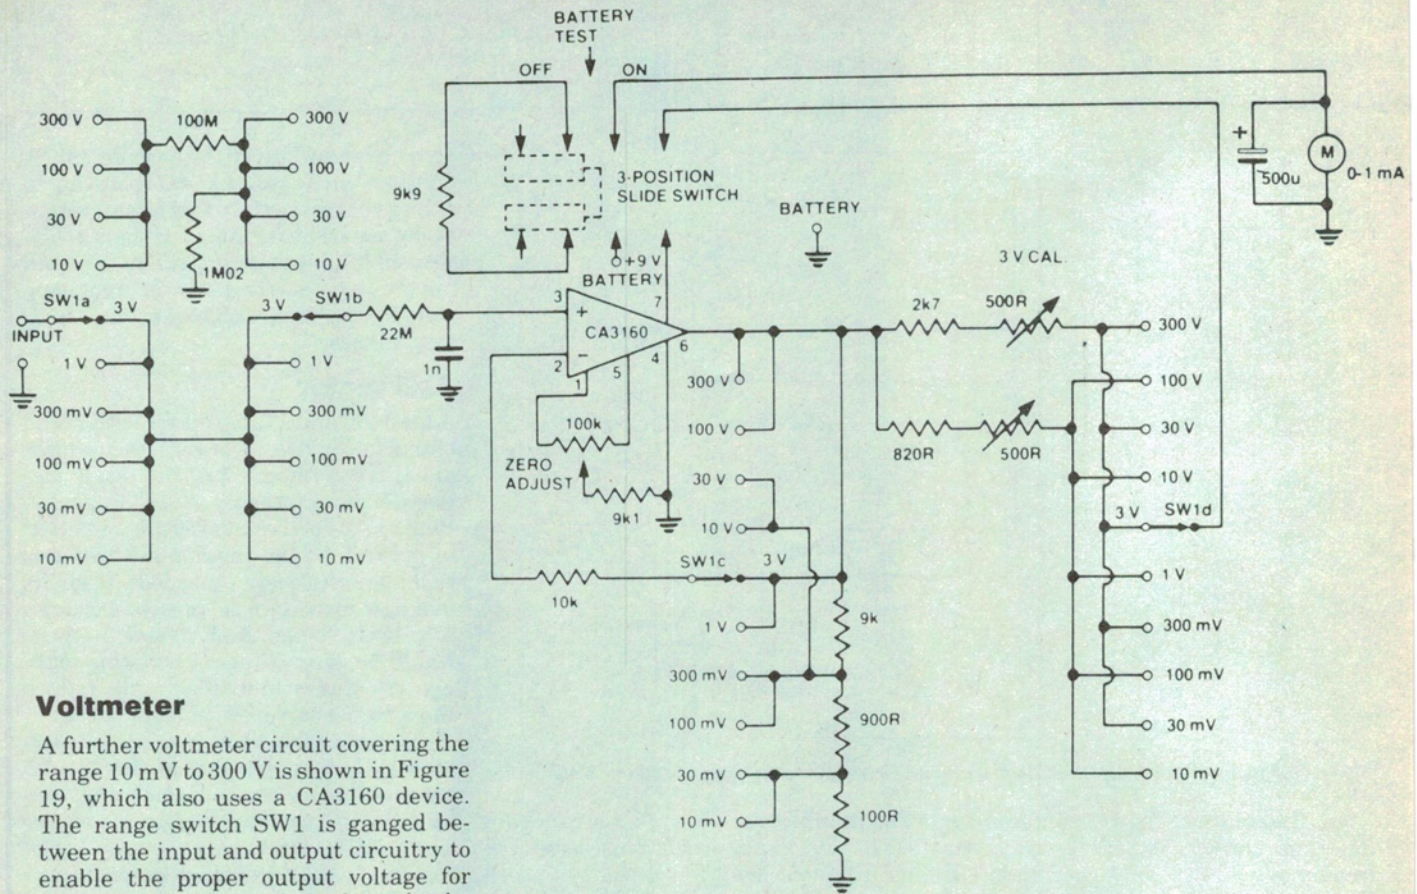 BATTERY
TEST
OFF
ON
300 V
100M
300 V
100 V
100 V
30 V
30 V
10 V
1M02
10 V
9k9
3-POSITION
SLIDE SWITCH
+9 V
BATTERY
BATTERY
+
500u
M
0-1 mA
3 V CAL.
SW1a
3 V
INPUT
3 V
SW1b
22M
1n
3
+
CA3160
7
2
−
1
5
4
6
2k7
500R
300 V
1 V
1 V
300 mV
300 mV
100 mV
100 mV
30 mV
30 mV
10 mV
10 mV
100k
ZERO
ADJUST
9k1
10k
300 V
100 V
30 V
10 V
SW1c
3 V
1 V
300 mV
100 mV
30 mV
10 mV
9k
900R
100R
820R
500R
100 V
30 V
10 V
3 V
SW1d
1 V
300 mV
100 mV
30 mV
10 mV
Voltmeter
A further voltmeter circuit covering the
range 10 mV to 300 V is shown in Figure
19, which also uses a CA3160 device.
The range switch SW1 is ganged be-
tween the input and output circuitry to
enable the proper output voltage for